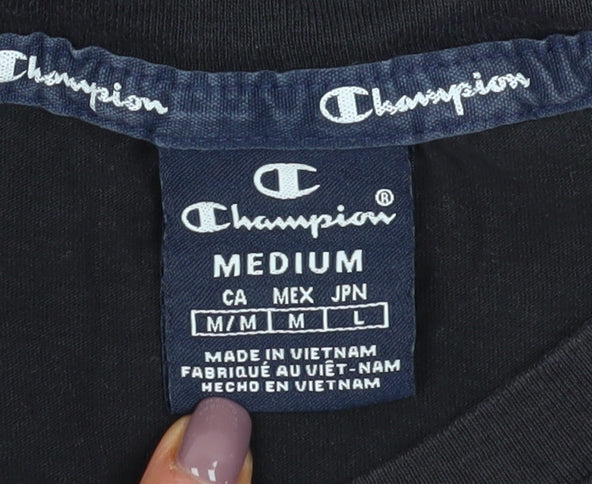 Champion Champion
Champion®
MEDIUM
CA MEX JPN
M/M M L
MADE IN VIETNAM
FABRIQUÉ AU VIÊT-NAM
HECHO EN VIETNAM